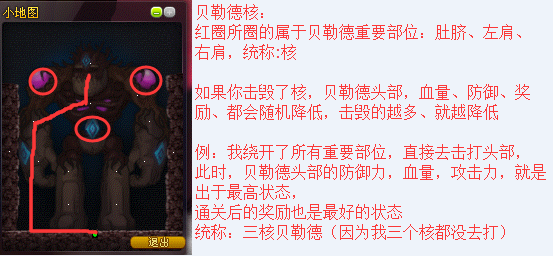 小地图
退出
贝勒德核：
红圈所圈的属于贝勒德重要部位：肚脐、左肩、
右肩，统称:核
如果你击毁了核，贝勒德头部，血量、防御、奖
励、都会随机降低，击毁的越多、就越降低
例：我绕开了所有重要部位，直接去击打头部，
此时，贝勒德头部的防御力，血量，攻击力，就是
出于最高状态，
通关后的奖励也是最好的状态
统称：三核贝勒德（因为我三个核都没去打）